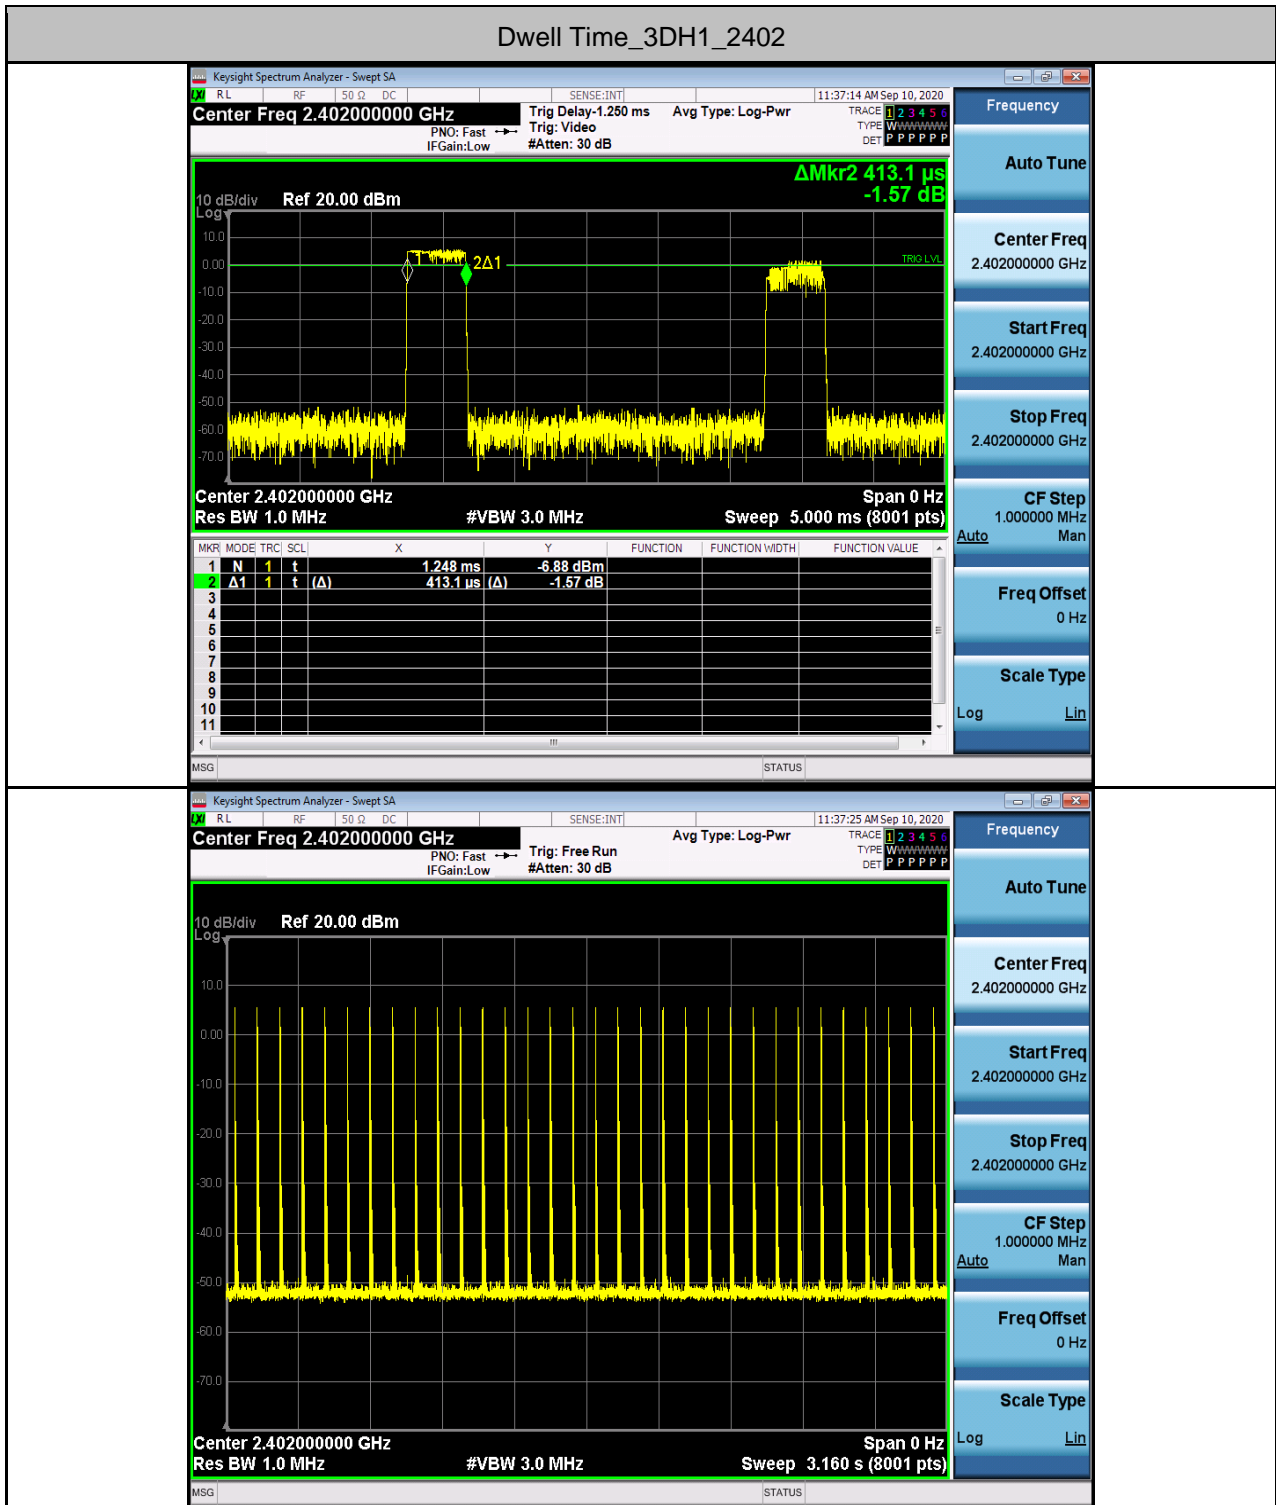 Dwell Time_3DH1_2402
Keysight Spectrum Analyzer - Swept SA
LXI RL RF 50 Ω DC SENSE:INT 11:37:14 AM Sep 10, 2020
Center Freq 2.402000000 GHz
Trig Delay-1.250 ms Avg Type: Log-Pwr TRACE 1 2 3 4 5 6
PNO: Fast Trig: Video TYPE WWWWWW
IFGain:Low #Atten: 30 dB DET P P P P P P
ΔMkr2 413.1 µs
-1.57 dB
10 dB/div Ref 20.00 dBm
Log
10.0
0.00
-10.0
-20.0
-30.0
-40.0
-50.0
-60.0
-70.0
2Δ1
TRIG LVL
Center 2.402000000 GHz Span 0 Hz
Res BW 1.0 MHz #VBW 3.0 MHz Sweep 5.000 ms (8001 pts)
MKR MODE TRC SCL X Y FUNCTION FUNCTION WIDTH FUNCTION VALUE
1 N 1 t 1.248 ms -6.88 dBm
2 Δ1 1 t (Δ) 413.1 µs (Δ) -1.57 dB
3
4
5
6
7
8
9
10
11
MSG STATUS
Frequency
Auto Tune
Center Freq
2.402000000 GHz
Start Freq
2.402000000 GHz
Stop Freq
2.402000000 GHz
CF Step
1.000000 MHz
Auto Man
Freq Offset
0 Hz
Scale Type
Log Lin
Keysight Spectrum Analyzer - Swept SA
LXI RL RF 50 Ω DC SENSE:INT 11:37:25 AM Sep 10, 2020
Center Freq 2.402000000 GHz
Avg Type: Log-Pwr TRACE 1 2 3 4 5 6
PNO: Fast Trig: Free Run TYPE WWWWWW
IFGain:Low #Atten: 30 dB DET P P P P P P
10 dB/div Ref 20.00 dBm
Log
10.0
0.00
-10.0
-20.0
-30.0
-40.0
-50.0
-60.0
-70.0
Center 2.402000000 GHz Span 0 Hz
Res BW 1.0 MHz #VBW 3.0 MHz Sweep 3.160 s (8001 pts)
MSG STATUS
Frequency
Auto Tune
Center Freq
2.402000000 GHz
Start Freq
2.402000000 GHz
Stop Freq
2.402000000 GHz
CF Step
1.000000 MHz
Auto Man
Freq Offset
0 Hz
Scale Type
Log Lin